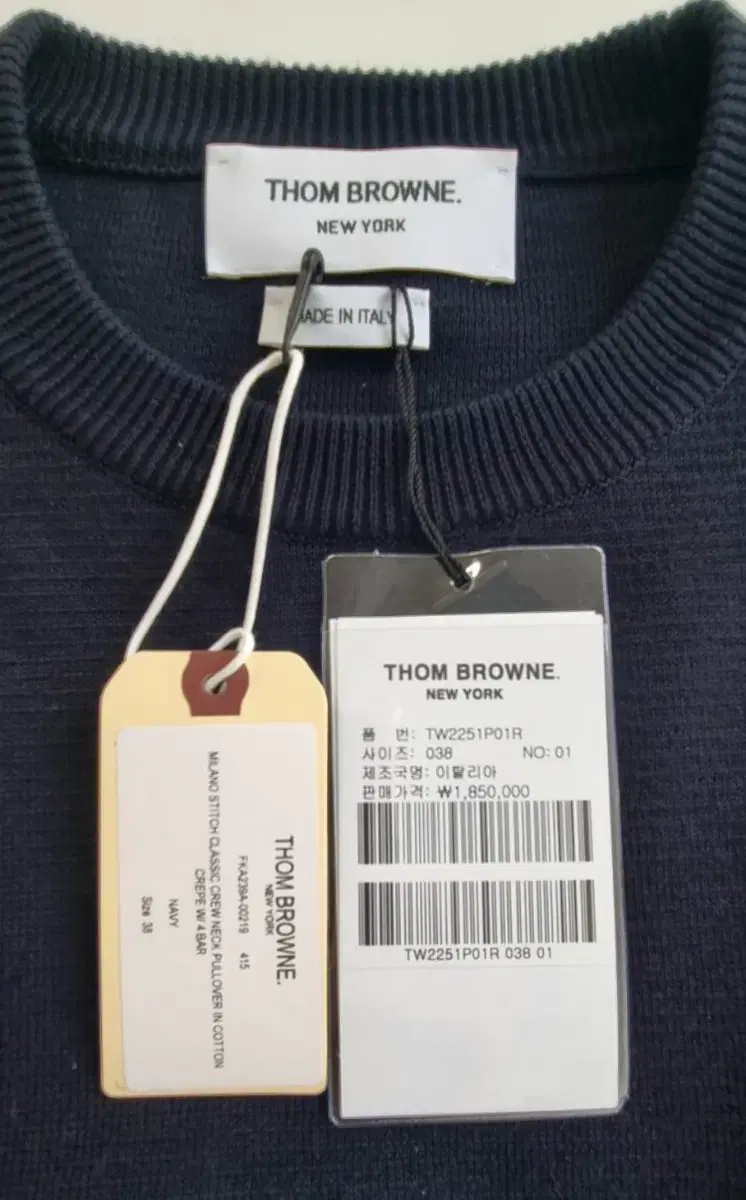 THOM BROWNE.
NEW YORK
MADE IN ITALY
THOM BROWNE.
NEW YORK
FKA239A-00219 415
MILANO STITCH CLASSIC CREW NECK PULLOVER IN COTTON
CREPE W/ 4 BAR
NAVY
Size 38
THOM BROWNE.
NEW YORK
품 번: TW2251P01R
사이즈: 038 NO: 01
제조국명: 이탈리아
판매가격: ₩1,850,000
TW2251P01R 038 01